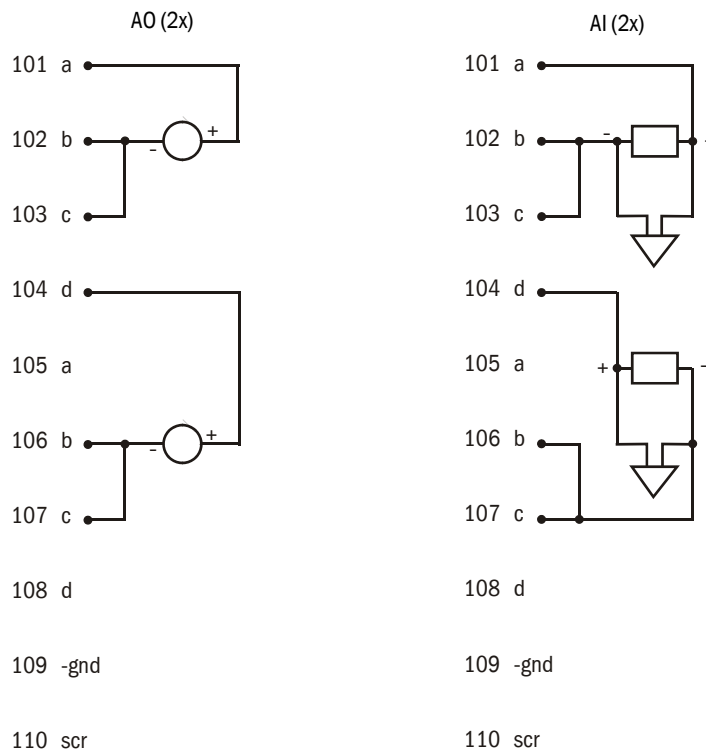 AO (2x)
101 a
102 b
- +
103 c
104 d
105 a
106 b
- +
107 c
108 d
109 -gnd
110 scr
AI (2x)
101 a
102 b
-
103 c
104 d
105 a
+ -
106 b
107 c
108 d
109 -gnd
110 scr